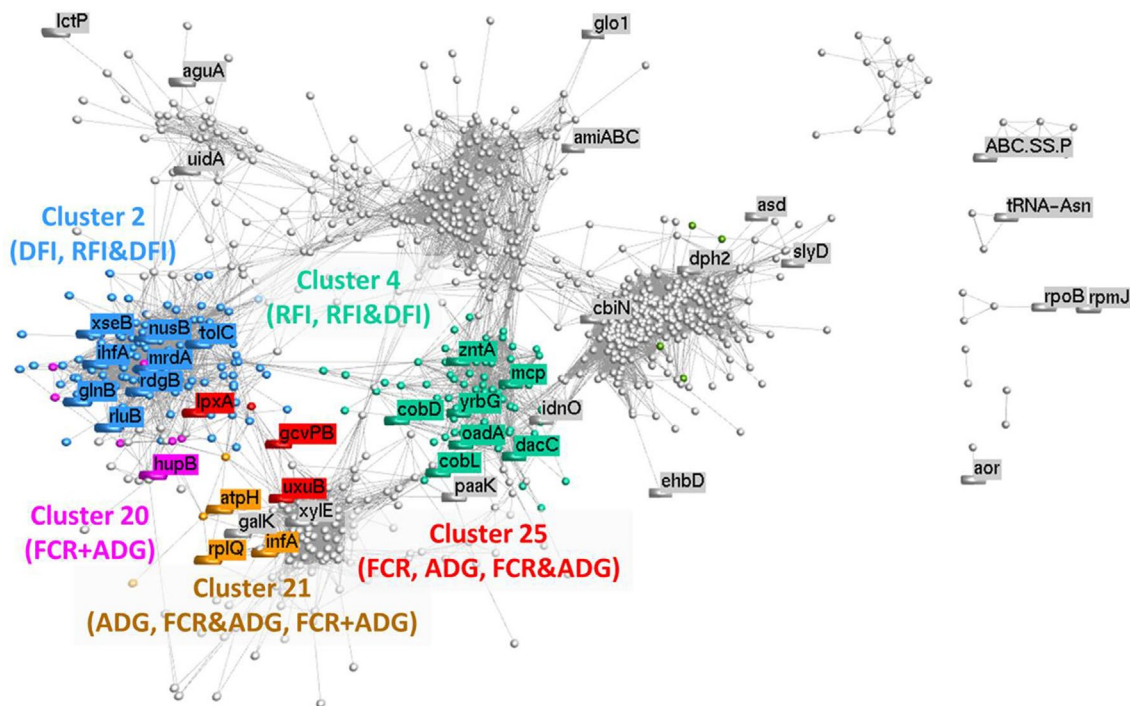 lctP
glo1
aguA
amiABC
ABC.SS.P
uidA
asd
tRNA-Asn
Cluster 2
(DFI, RFI&DFI)
dph2
slyD
Cluster 4
(RFI, RFI&DFI)
cbiN
rpoB
rpmJ
xseB
nusB
tolC
ihfA
mrdA
zntA
mcp
glnB
rdgB
lpxA
cobD
yrbG
idnO
rluB
gcvPB
oadA
dacC
hupB
cobL
paaK
ehbD
aor
uxuB
atpH
xylE
galK
Cluster 20
(FCR+ADG)
rplQ
infA
Cluster 25
(FCR, ADG, FCR&ADG)
Cluster 21
(ADG, FCR&ADG, FCR+ADG)